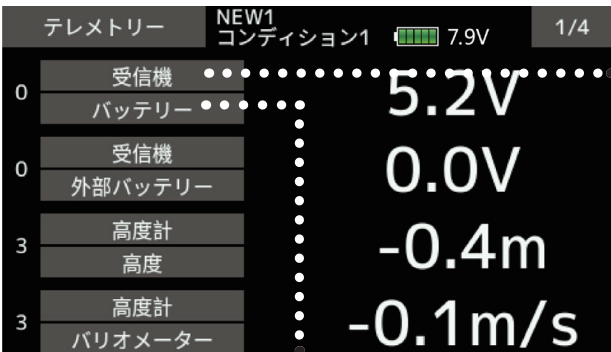 テレメトリー
NEW1
コンディション1
7.9V
1/4
0
受信機
バッテリー
5.2V
0
受信機
外部バッテリー
0.0V
3
高度計
高度
-0.4m
3
高度計
バリオメーター
-0.1m/s